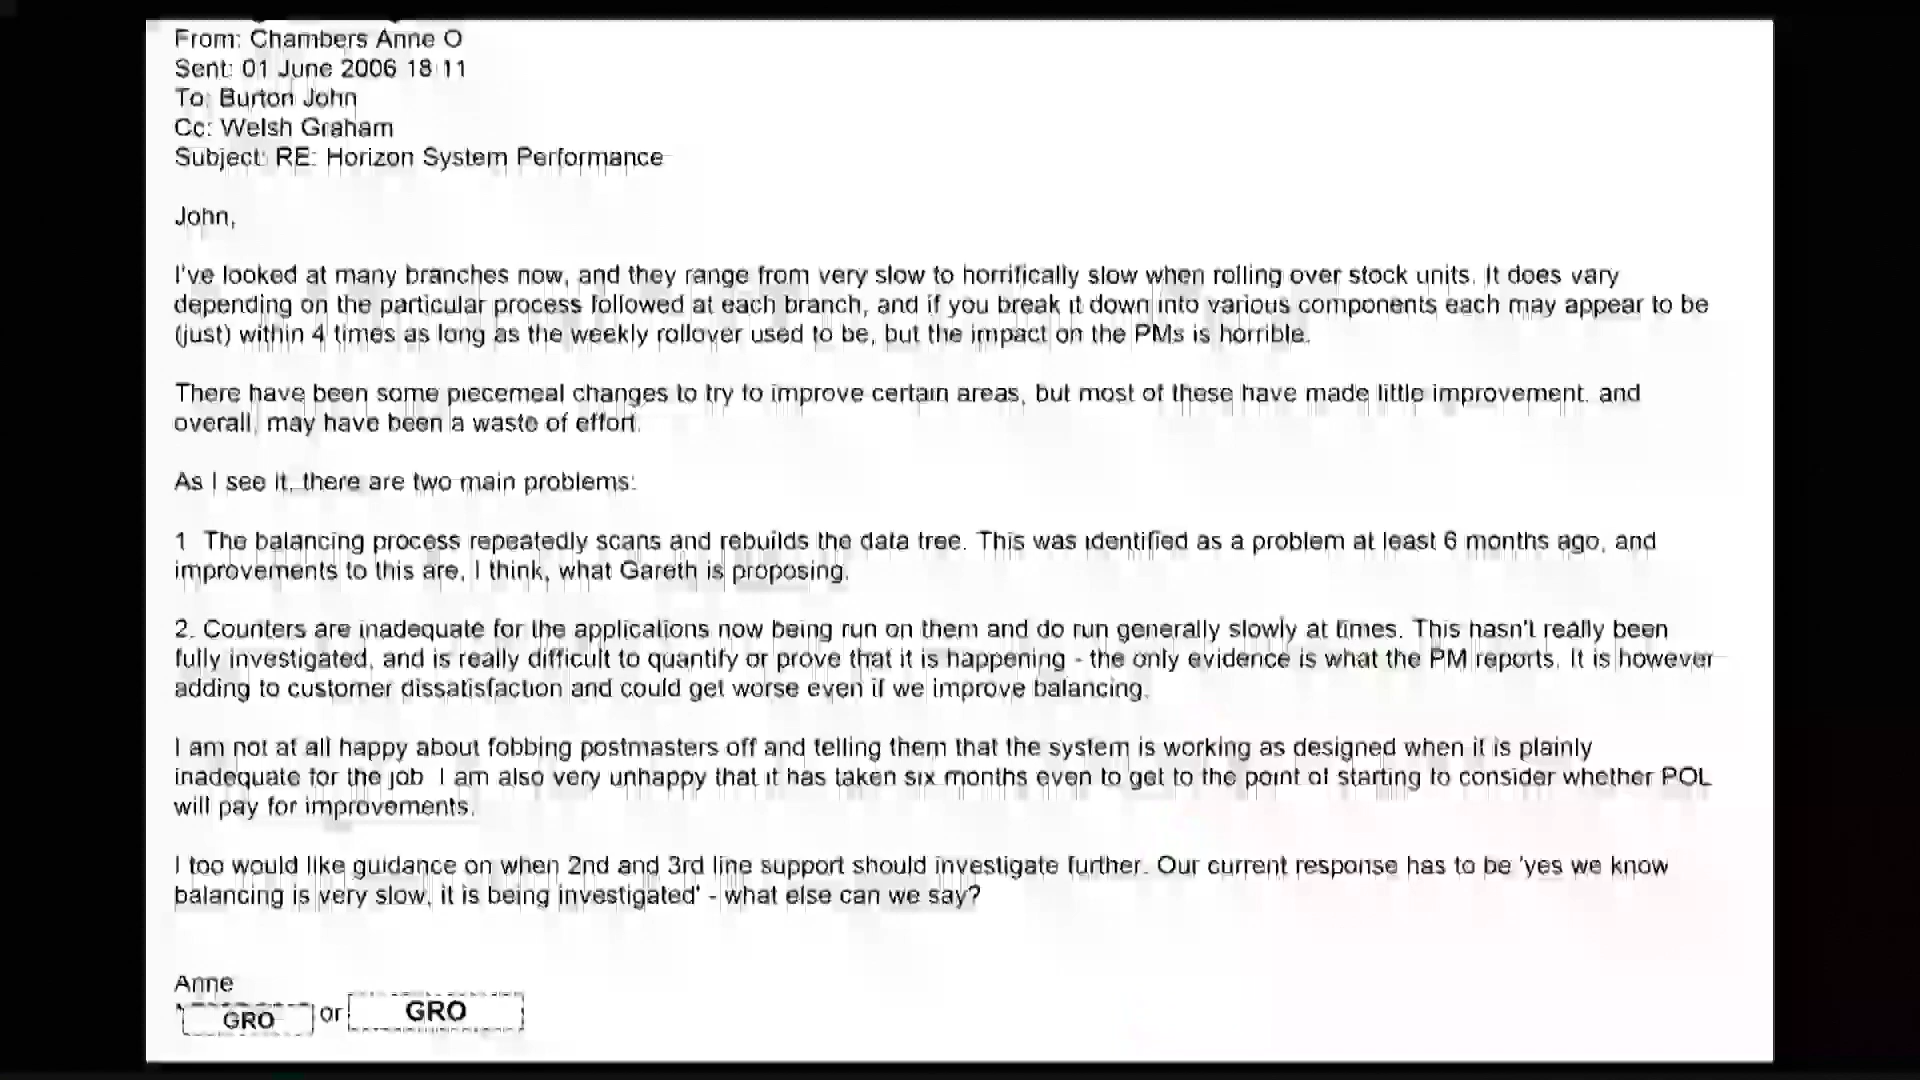 From: Chambers Anne O
Sent: 01 June 2006 18:11
To: Burton John
Cc: Welsh Graham
Subject: RE: Horizon System Performance
John,
I've looked at many branches now, and they range from very slow to horrifically slow when rolling over stock units. It does vary
depending on the particular process followed at each branch, and if you break it down into various components each may appear to be
(just) within 4 times as long as the weekly rollover used to be, but the impact on the PMs is horrible.
There have been some piecemeal changes to try to improve certain areas, but most of these have made little improvement, and
overall, may have been a waste of effort.
As I see it, there are two main problems:
1. The balancing process repeatedly scans and rebuilds the data tree. This was identified as a problem at least 6 months ago, and
improvements to this are, I think, what Gareth is proposing.
2. Counters are inadequate for the applications now being run on them and do run generally slowly at times. This hasn't really been
fully investigated, and is really difficult to quantify or prove that it is happening - the only evidence is what the PM reports. It is however
adding to customer dissatisfaction and could get worse even if we improve balancing.
I am not at all happy about fobbing postmasters off and telling them that the system is working as designed when it is plainly
inadequate for the job. I am also very unhappy that it has taken six months even to get to the point of starting to consider whether POL
will pay for improvements.
I too would like guidance on when 2nd and 3rd line support should investigate further. Our current response has to be 'yes we know
balancing is very slow, it is being investigated' - what else can we say?
Anne
GRO or GRO